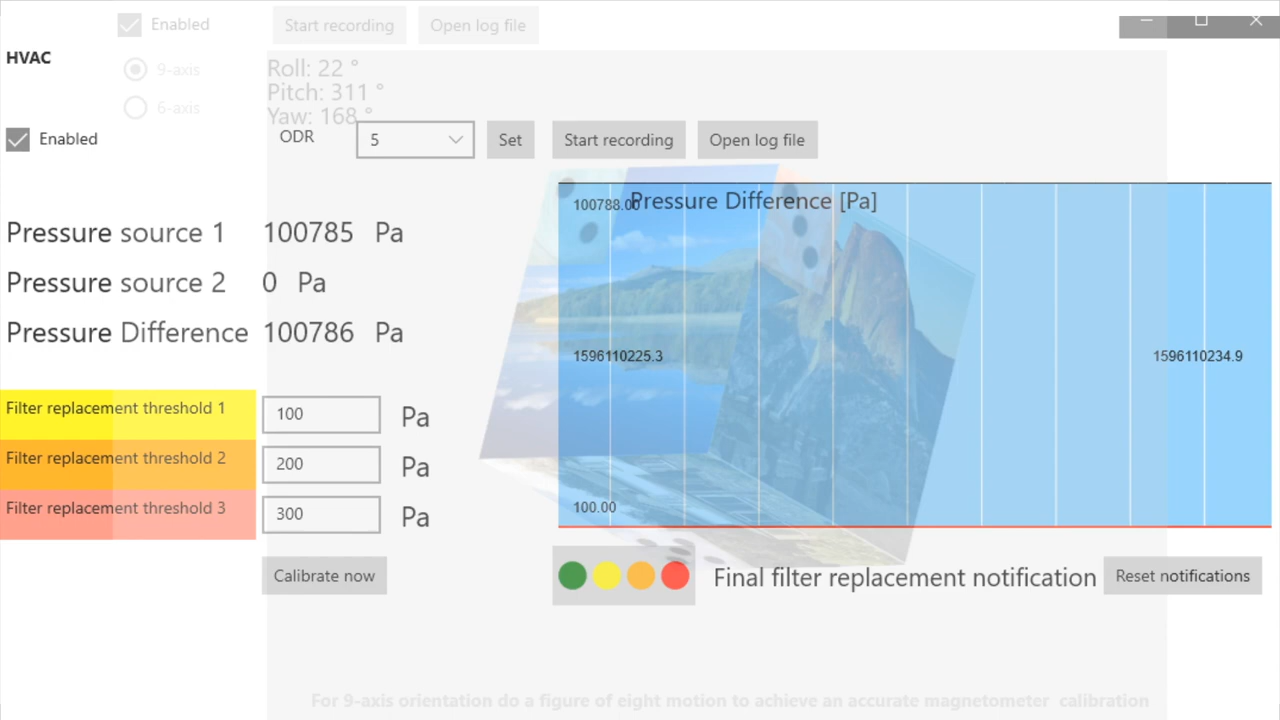 Enabled
Start recording
Open log file
HVAC
9-axis
Roll: 22 °
Pitch: 311 °
6-axis
Yaw: 168 °
Enabled
ODR
5
Set
Start recording
Open log file
Pressure Difference [Pa]
100788.00
Pressure source 1 100785 Pa
Pressure source 2 0 Pa
Pressure Difference 100786 Pa
1596110225.3
1596110234.9
Filter replacement threshold 1 100 Pa
Filter replacement threshold 2 200 Pa
Filter replacement threshold 3 300 Pa
100.00
Calibrate now
Final filter replacement notification
Reset notifications
For 9-axis orientation do a figure of eight motion to achieve an accurate magnetometer calibration